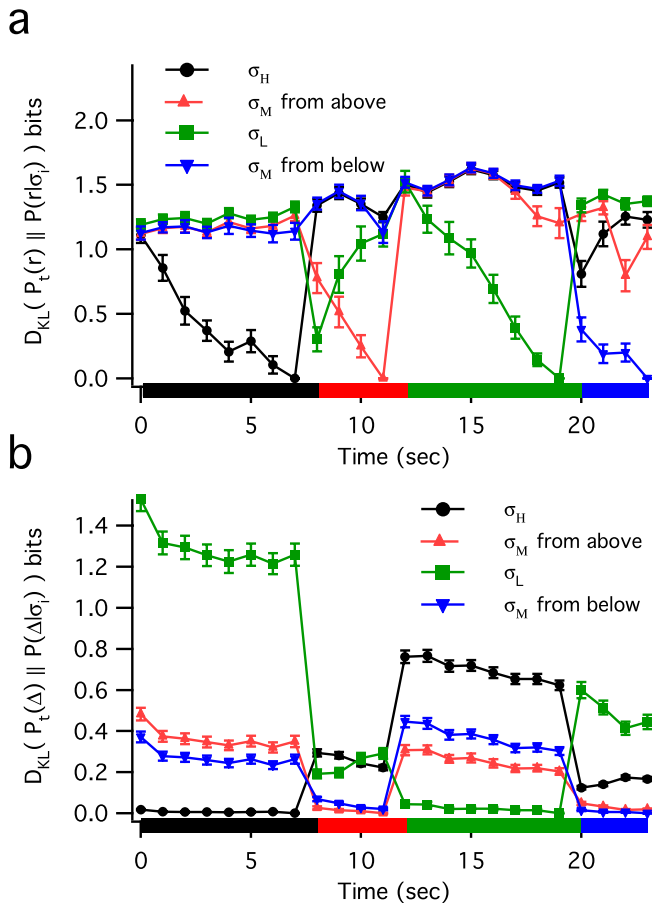 a
σH
σM from above
σL
σM from below
DKL( Pt(r) || P(r|σi) ) bits
2.0
1.5
1.0
0.5
0.0
0 5 10 15 20
Time (sec)
b
σH
σM from above
σL
σM from below
DKL( Pt(Δ) || P(Δ|σi) ) bits
1.4
1.2
1.0
0.8
0.6
0.4
0.2
0.0
0 5 10 15 20
Time (sec)